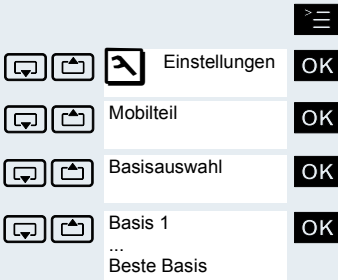 Einstellungen OK
Mobilteil OK
Basisauswahl OK
Basis 1 OK
...
Beste Basis